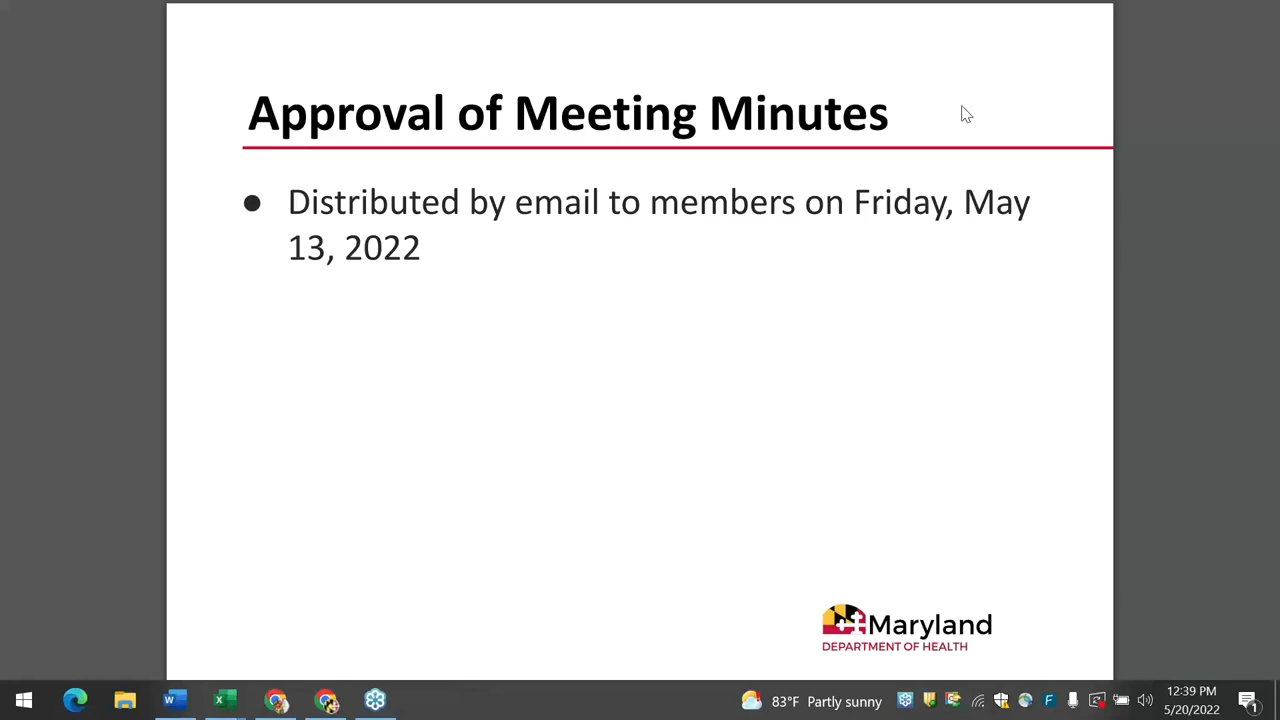 Approval of Meeting Minutes
● Distributed by email to members on Friday, May
13, 2022
Maryland
DEPARTMENT OF HEALTH
83°F Partly sunny
12:39 PM
5/20/2022
1